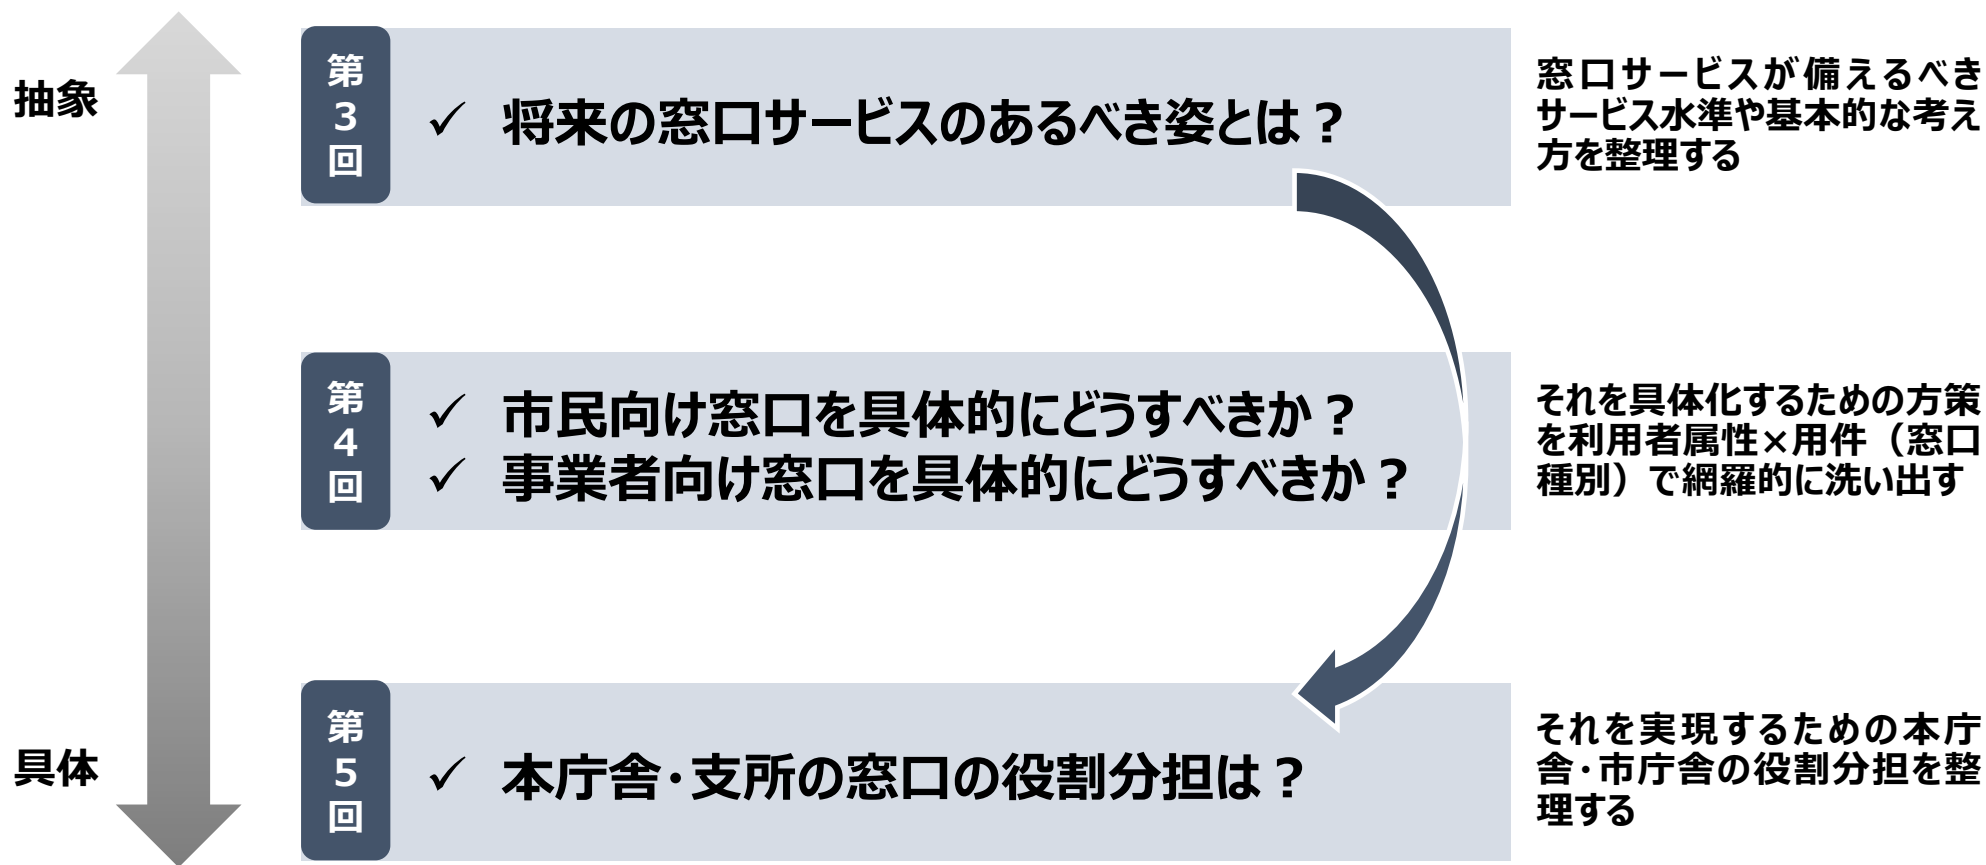 抽象
第3回
✓ 将来の窓口サービスのあるべき姿とは？
窓口サービスが備えるべき
サービス水準や基本的な考え
方を整理する
第4回
✓ 市民向け窓口を具体的にどうすべきか？
✓ 事業者向け窓口を具体的にどうすべきか？
それを具体化するための方策
を利用者属性×用件（窓口
種別）で網羅的に洗い出す
具体
第5回
✓ 本庁舎・支所の窓口の役割分担は？
それを実現するための本庁
舎・市庁舎の役割分担を整
理する